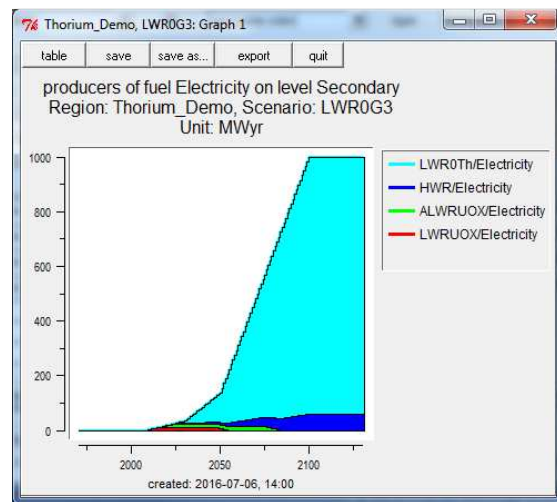 Thorium_Demo, LWR0G3: Graph 1
table save save as... export quit
producers of fuel Electricity on level Secondary
Region: Thorium_Demo, Scenario: LWR0G3
Unit: MWyr
1000
800
600
400
200
0
2000 2050 2100
LWR0Th/Electricity
HWR/Electricity
ALWRUOX/Electricity
LWRUOX/Electricity
created: 2016-07-06, 14:00